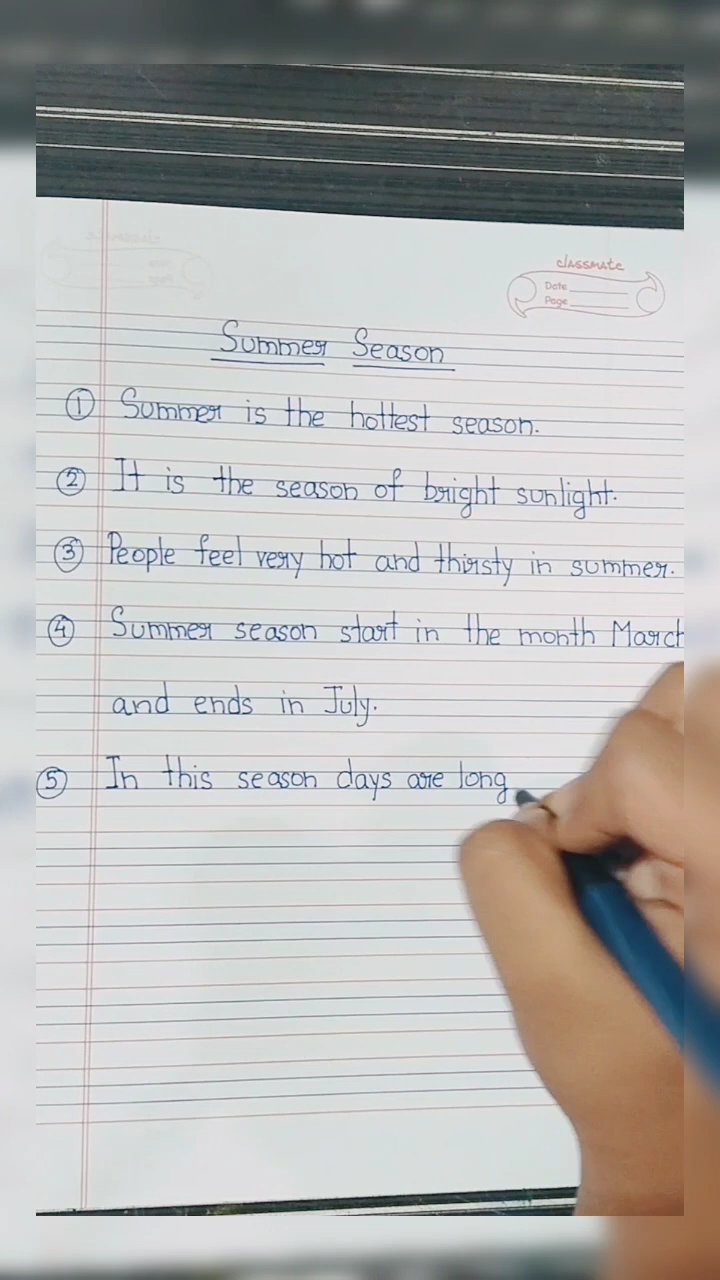 classmate
Date
Page
Summer Season
① Summer is the hottest season.
② It is the season of bright sunlight.
③ People feel very hot and thirsty in summer.
④ Summer season start in the month March
and ends in July.
⑤ In this season days are long